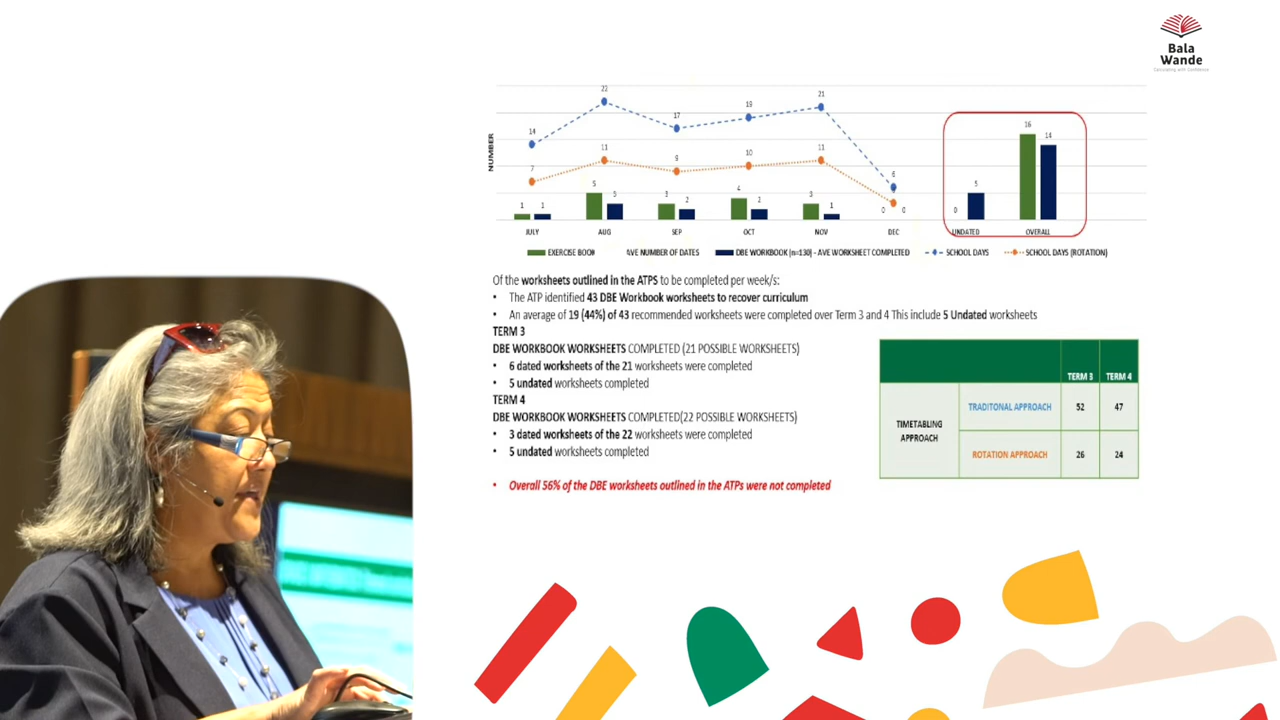 Bala
Wande
Calculating with Confidence
NUMBER
14
22
17
19
21
6
7
11
9
10
11
1
1
5
3
3
2
4
2
3
1
0
0
0
5
16
14
JULY
AUG
SEP
OCT
NOV
DEC
UNDATED
OVERALL
EXERCISE BOOK
AVE NUMBER OF DATES
DBE WORKBOOK (n=130) - AVE WORKSHEET COMPLETED
SCHOOL DAYS
SCHOOL DAYS (ROTATION)
Of the worksheets outlined in the ATPS to be completed per week/s:
• The ATP identified 43 DBE Workbook worksheets to recover curriculum
• An average of 19 (44%) of 43 recommended worksheets were completed over Term 3 and 4 This include 5 Undated worksheets
TERM 3
DBE WORKBOOK WORKSHEETS COMPLETED (21 POSSIBLE WORKSHEETS)
• 6 dated worksheets of the 21 worksheets were completed
• 5 undated worksheets completed
TERM 4
DBE WORKBOOK WORKSHEETS COMPLETED(22 POSSIBLE WORKSHEETS)
• 3 dated worksheets of the 22 worksheets were completed
• 5 undated worksheets completed
• Overall 56% of the DBE worksheets outlined in the ATPs were not completed
TERM 3 TERM 4
TIMETABLING
APPROACH
TRADITONAL APPROACH 52 47
ROTATION APPROACH 26 24